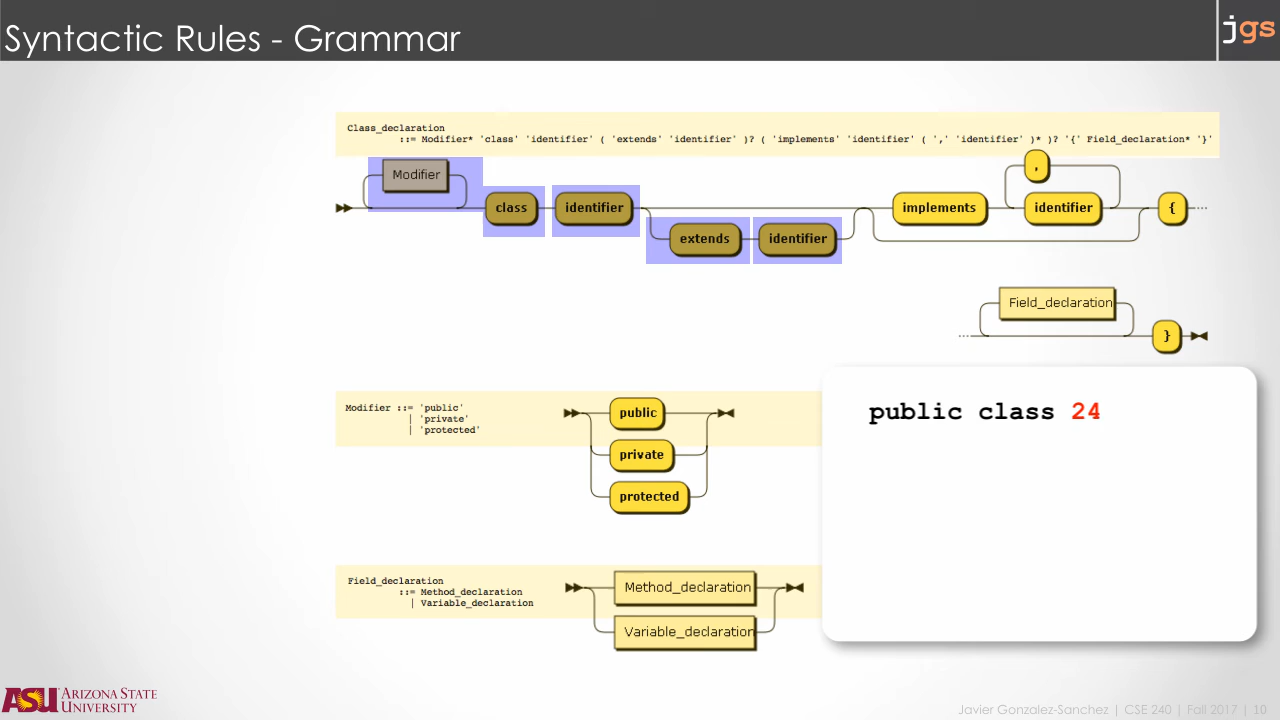 Syntactic Rules - Grammar
jgs
Class_declaration
::= Modifier* 'class' 'identifier' ( 'extends' 'identifier' )? ( 'implements' 'identifier' ( ',' 'identifier' )* )? '{' Field_declaration* '}'
,
Modifier
class identifier implements identifier {
extends identifier
Field_declaration
}
Modifier ::= 'public'
| 'private'
| 'protected'
public
private
protected
public class 24
Field_declaration
::= Method_declaration
| Variable_declaration
Method_declaration
Variable_declaration
ASU ARIZONA STATE
UNIVERSITY
Javier Gonzalez-Sanchez | CSE 240 | Fall 2017 | 10